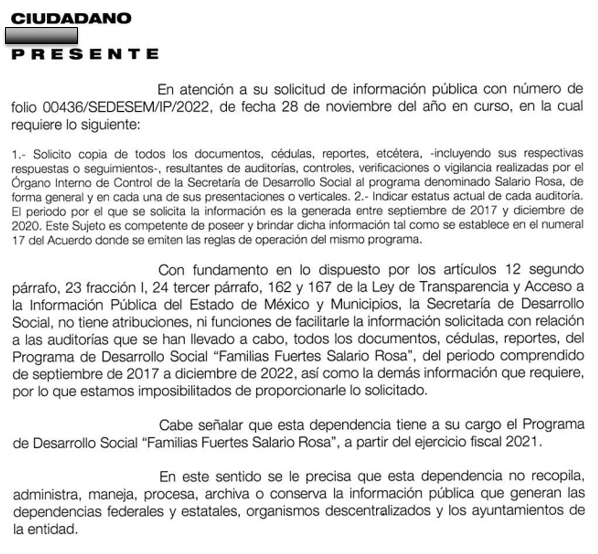 CIUDADANO
PRESENTE
En atención a su solicitud de información pública con número de
folio 00436/SEDESEM/IP/2022, de fecha 28 de noviembre del año en curso, en la cual
requiere lo siguiente:
1.- Solicito copia de todos los documentos, cédulas, reportes, etcétera, -incluyendo sus respectivas
respuestas o seguimientos-, resultantes de auditorías, controles, verificaciones o vigilancia realizadas por el
Órgano Interno de Control de la Secretaría de Desarrollo Social al programa denominado Salario Rosa, de
forma general y en cada una de sus presentaciones o verticales. 2.- Indicar estatus actual de cada auditoría.
El periodo por el que se solicita la información es la generada entre septiembre de 2017 y diciembre de
2020. Este Sujeto es competente de poseer y brindar dicha información tal como se establece en el numeral
17 del Acuerdo donde se emiten las reglas de operación del mismo programa.
Con fundamento en lo dispuesto por los artículos 12 segundo
párrafo, 23 fracción I, 24 tercer párrafo, 162 y 167 de la Ley de Transparencia y Acceso a
la Información Pública del Estado de México y Municipios, la Secretaría de Desarrollo
Social, no tiene atribuciones, ni funciones de facilitarle la información solicitada con relación
a las auditorías que se han llevado a cabo, todos los documentos, cédulas, reportes, del
Programa de Desarrollo Social “Familias Fuertes Salario Rosa”, del periodo comprendido
de septiembre de 2017 a diciembre de 2022, así como la demás información que requiere,
por lo que estamos imposibilitados de proporcionarle lo solicitado.
Cabe señalar que esta dependencia tiene a su cargo el Programa
de Desarrollo Social “Familias Fuertes Salario Rosa”, a partir del ejercicio fiscal 2021.
En este sentido se le precisa que esta dependencia no recopila,
administra, maneja, procesa, archiva o conserva la información pública que generan las
dependencias federales y estatales, organismos descentralizados y los ayuntamientos de
la entidad.